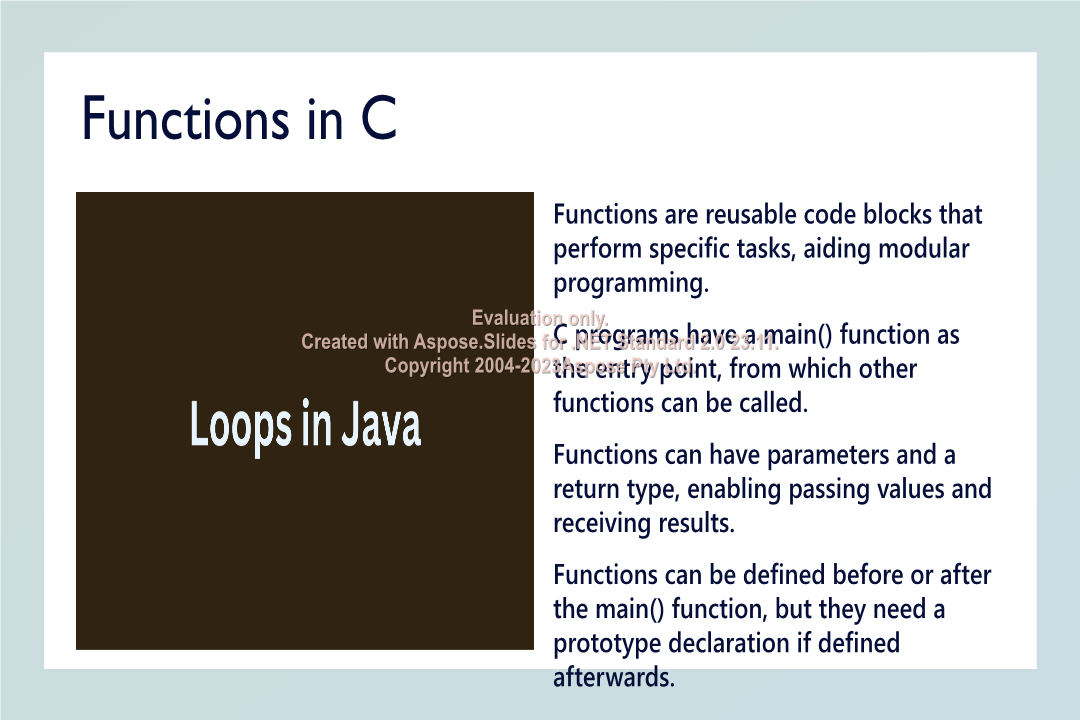 Functions in C
Loops in Java
Functions are reusable code blocks that
perform specific tasks, aiding modular
programming.
C programs have a main() function as
the entry point, from which other
functions can be called.
Functions can have parameters and a
return type, enabling passing values and
receiving results.
Functions can be defined before or after
the main() function, but they need a
prototype declaration if defined
afterwards.
Evaluation only.
Created with Aspose.Slides for .NET Standard 2.0 23.11.
Copyright 2004-2023Aspose Pty Ltd.